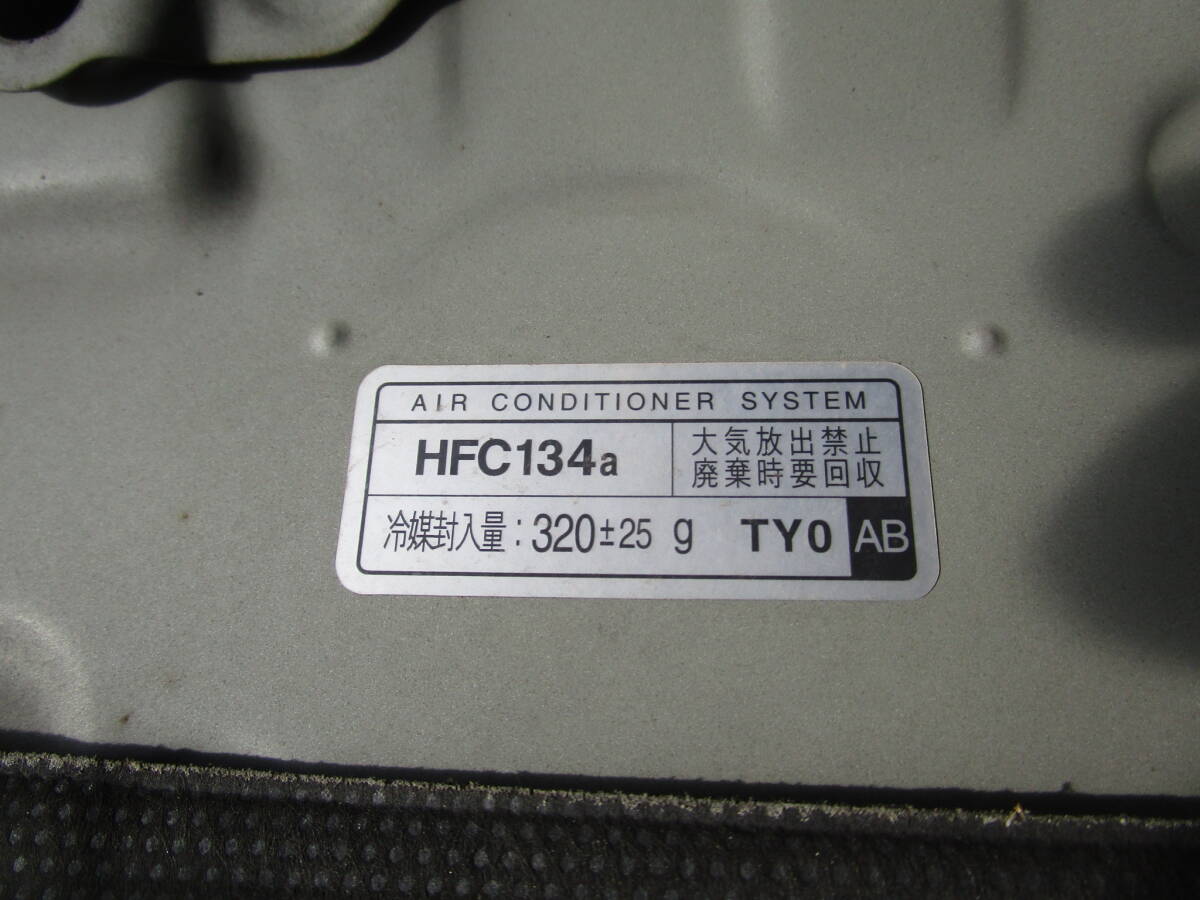 AIR CONDITIONER SYSTEM
HFC134a
大気放出禁止
廃棄時要回収
冷媒封入量:320±25 g TY0 AB